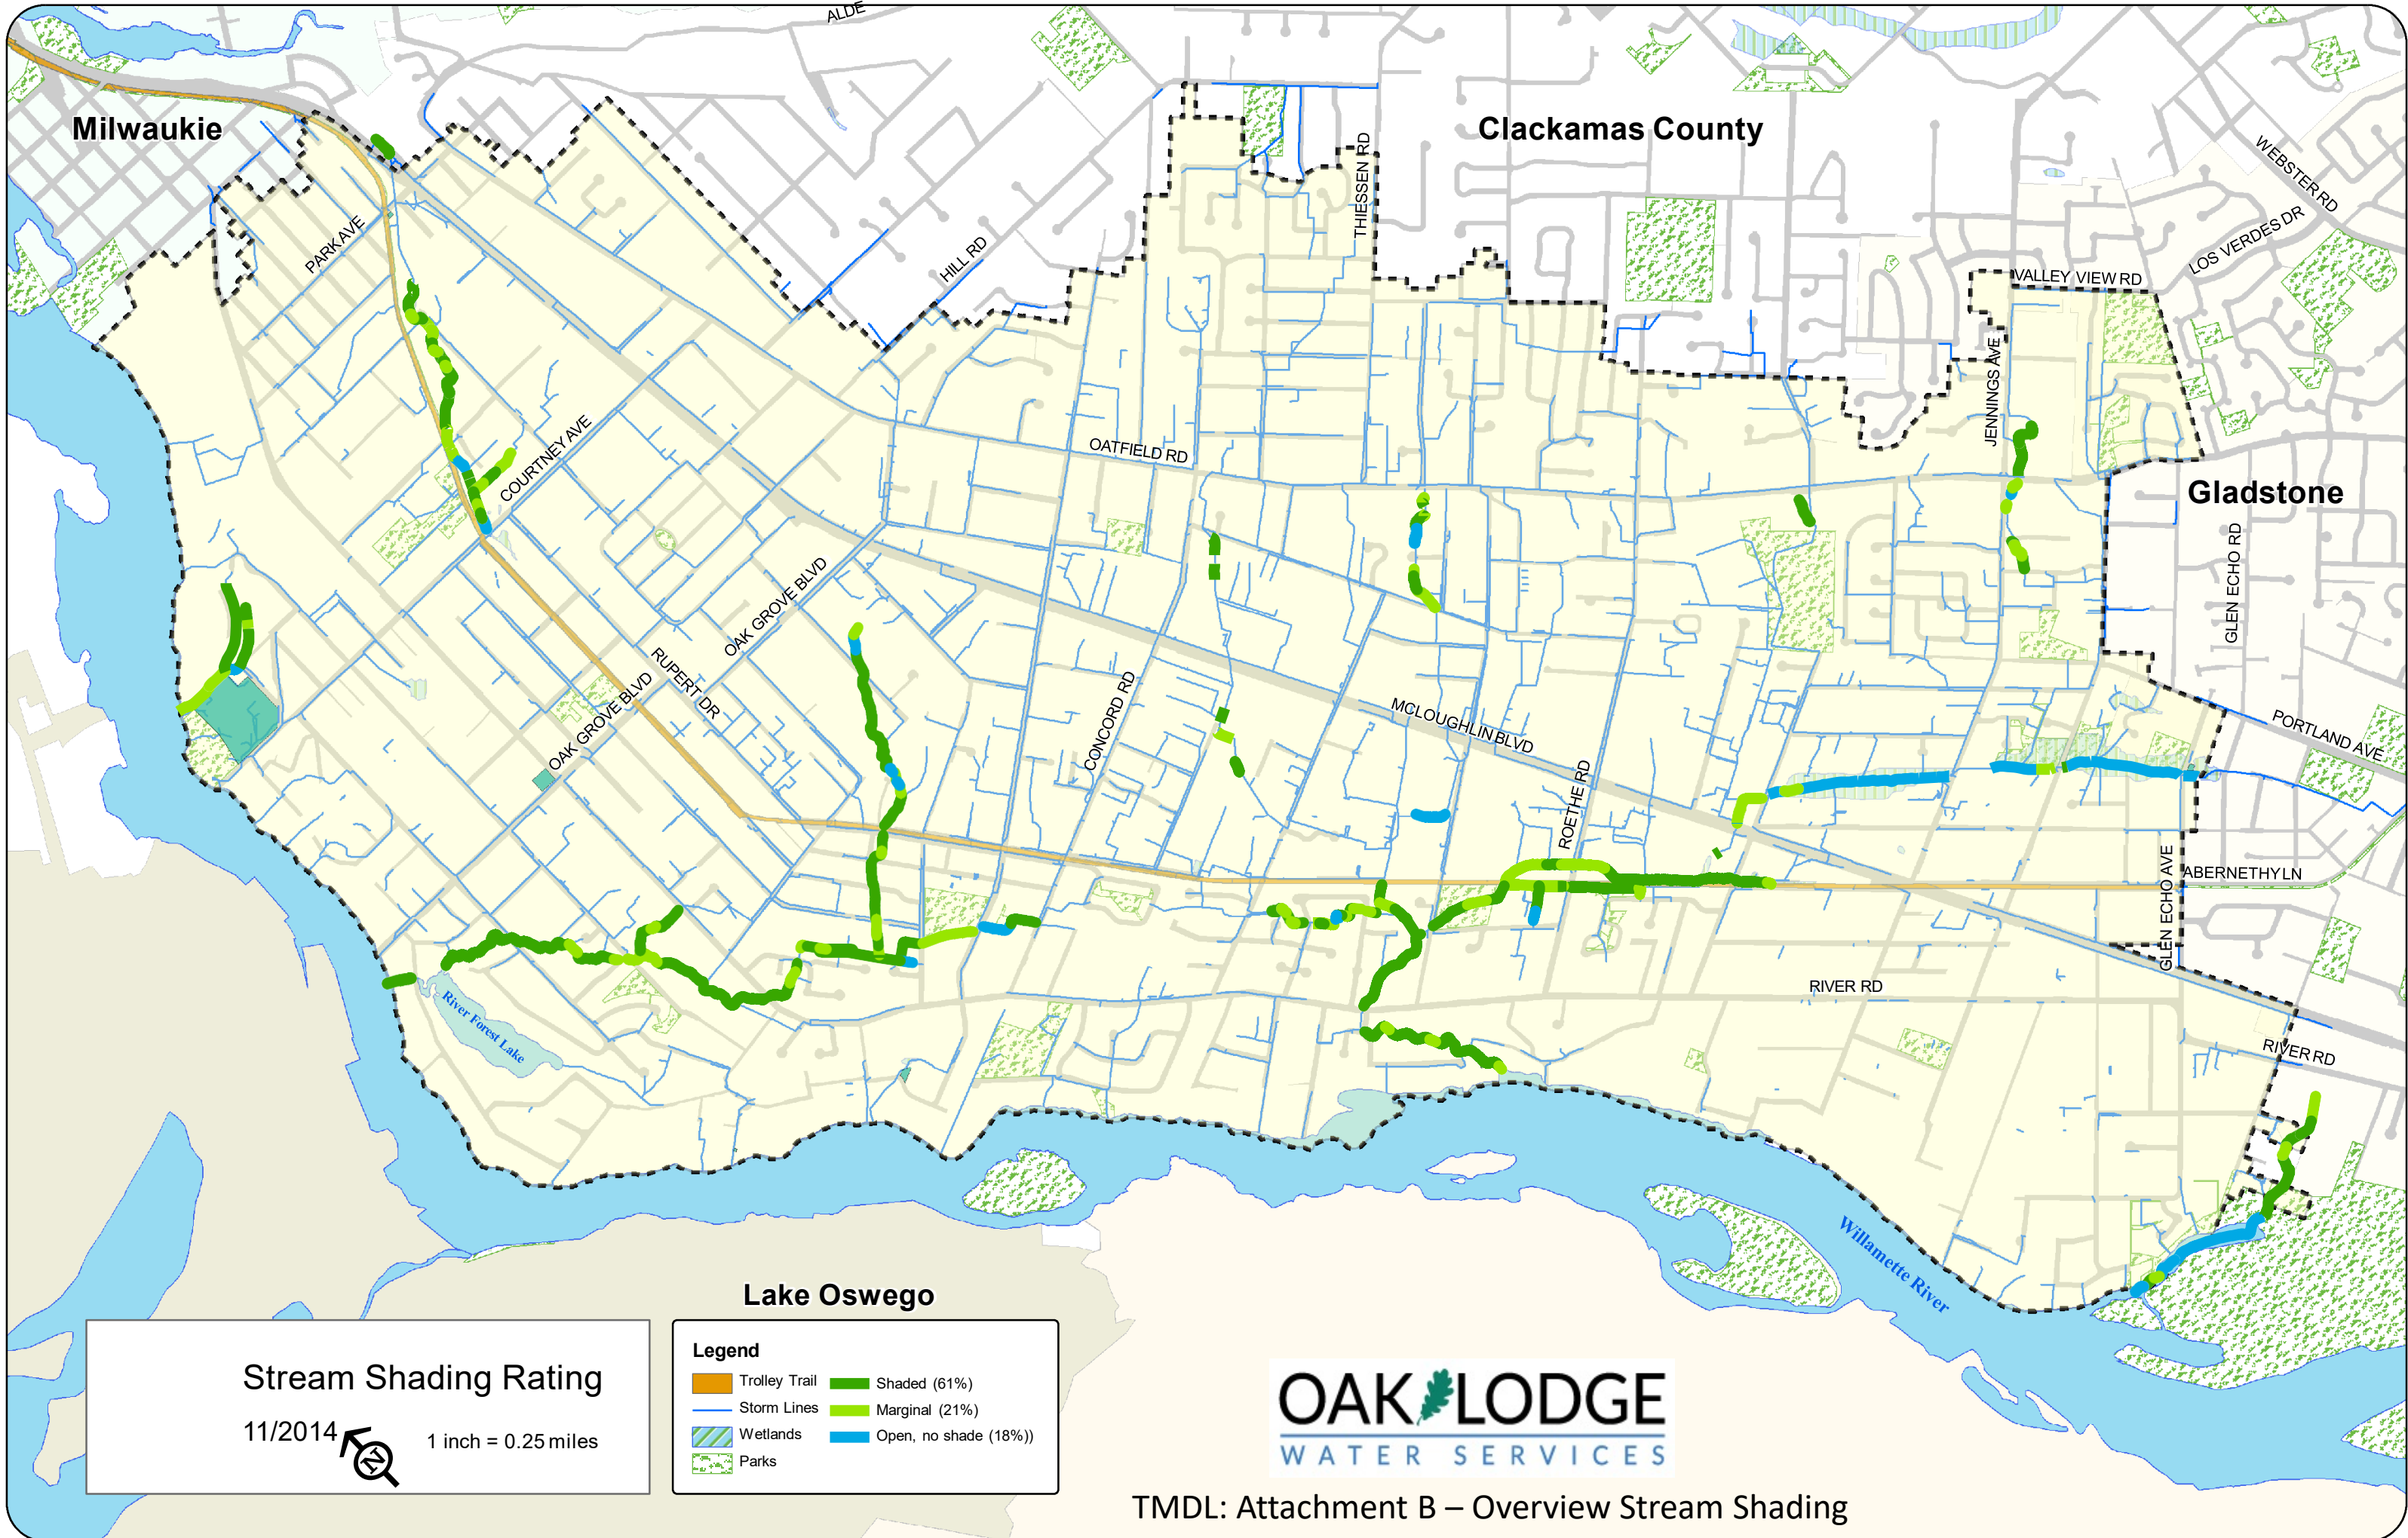 ALDE
Milwaukie
Clackamas County
THIESSEN RD
WEBSTER RD
LOS VERDES DR
PARK AVE
HILL RD
VALLEY VIEW RD
JENNINGS AVE
COURTNEY AVE
OATFIELD RD
Gladstone
GLEN ECHO RD
OAK GROVE BLVD
RUPERT DR
OAK GROVE BLVD
CONCORD RD
MCLOUGHLIN BLVD
PORTLAND AVE
ROETHE RD
GLEN ECHO AVE
ABERNETHY LN
RIVER RD
River Forest Lake
RIVER RD
Willamette River
Lake Oswego
Stream Shading Rating
11/2014
N
1 inch = 0.25 miles
Legend
Trolley Trail
Storm Lines
Wetlands
Parks
Shaded (61%)
Marginal (21%)
Open, no shade (18%))
OAK LODGE
WATER SERVICES
TMDL: Attachment B – Overview Stream Shading